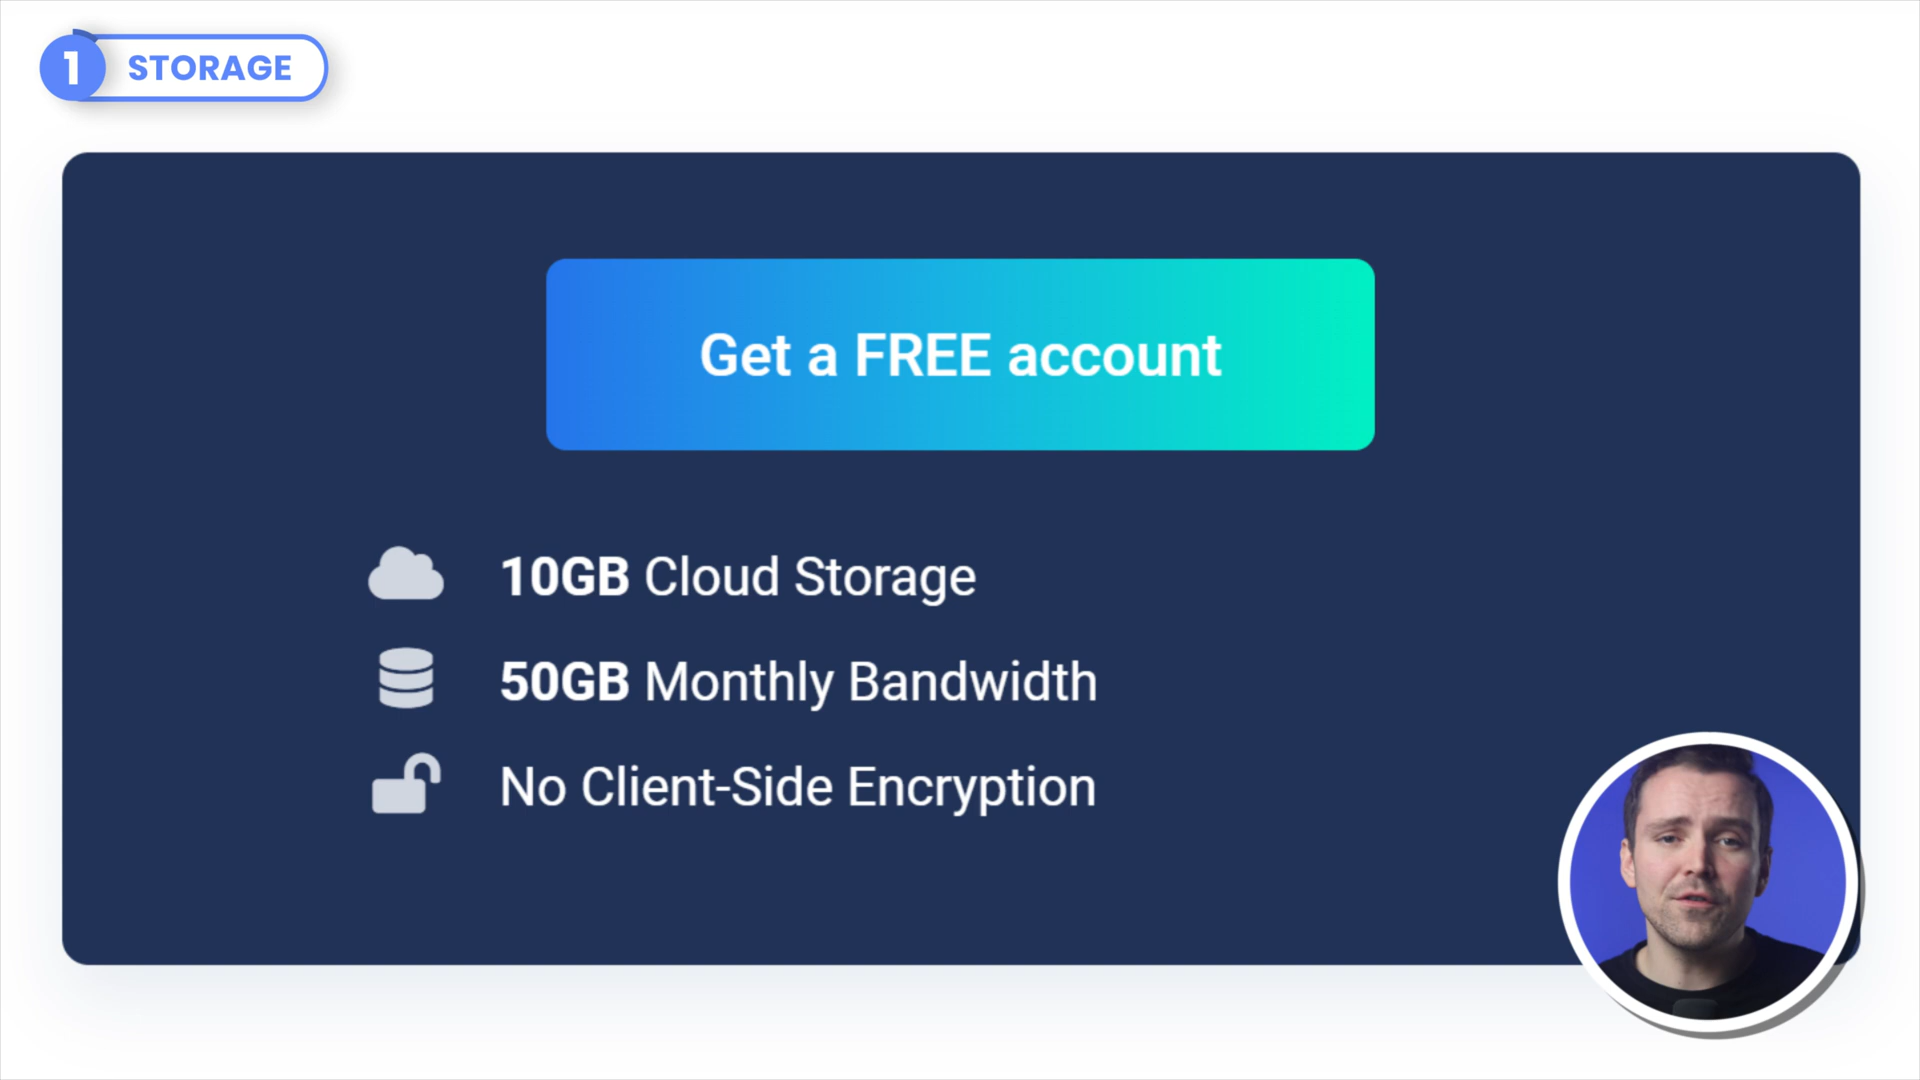 1 STORAGE
Get a FREE account
10GB Cloud Storage
50GB Monthly Bandwidth
No Client-Side Encryption